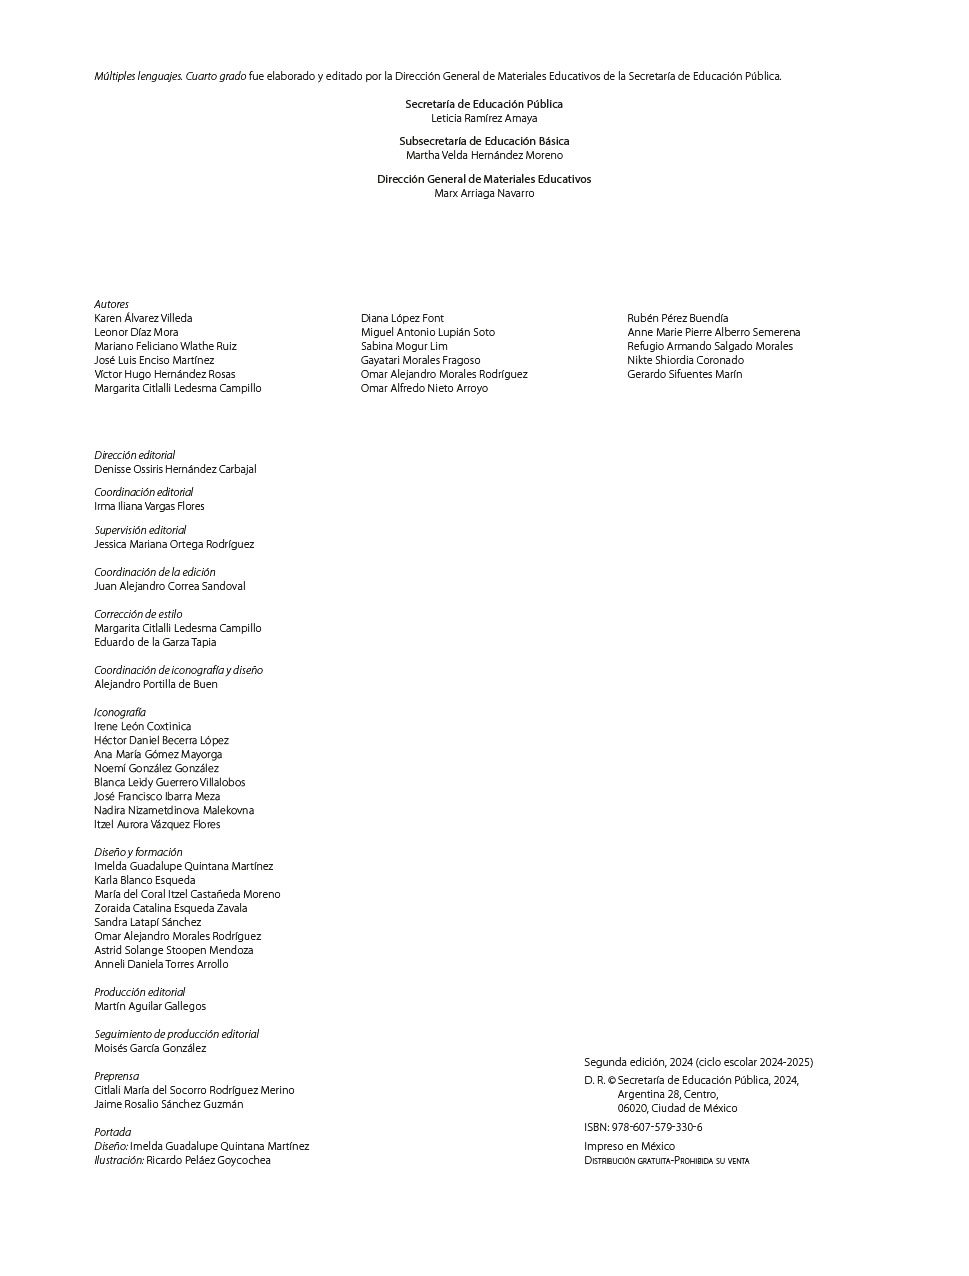 Múltiples lenguajes. Cuarto grado fue elaborado y editado por la Dirección General de Materiales Educativos de la Secretaría de Educación Pública.
Secretaría de Educación Pública
Leticia Ramírez Amaya
Subsecretaría de Educación Básica
Martha Velda Hernández Moreno
Dirección General de Materiales Educativos
Marx Arriaga Navarro
Autores
Karen Álvarez Villeda
Leonor Díaz Mora
Mariano Feliciano Wlathe Ruiz
José Luis Enciso Martínez
Víctor Hugo Hernández Rosas
Margarita Citlalli Ledesma Campillo
Diana López Font
Miguel Antonio Lupián Soto
Sabina Mogur Lim
Gayatari Morales Fragoso
Omar Alejandro Morales Rodríguez
Omar Alfredo Nieto Arroyo
Rubén Pérez Buendía
Anne Marie Pierre Alberro Semerena
Refugio Armando Salgado Morales
Nikte Shiordia Coronado
Gerardo Sifuentes Marín
Dirección editorial
Denisse Ossiris Hernández Carbajal
Coordinación editorial
Irma Iliana Vargas Flores
Supervisión editorial
Jessica Mariana Ortega Rodríguez
Coordinación de la edición
Juan Alejandro Correa Sandoval
Corrección de estilo
Margarita Citlalli Ledesma Campillo
Eduardo de la Garza Tapia
Coordinación de iconografía y diseño
Alejandro Portilla de Buen
Iconografía
Irene León Coxtinica
Héctor Daniel Becerra López
Ana María Gómez Mayorga
Noemí González González
Blanca Leidy Guerrero Villalobos
José Francisco Ibarra Meza
Nadira Nizametdinova Malekovna
Itzel Aurora Vázquez Flores
Diseño y formación
Imelda Guadalupe Quintana Martínez
Karla Blanco Esqueda
María del Coral Itzel Castañeda Moreno
Zoraida Catalina Esqueda Zavala
Sandra Latapí Sánchez
Omar Alejandro Morales Rodríguez
Astrid Solange Stoopen Mendoza
Anneli Daniela Torres Arrollo
Producción editorial
Martín Aguilar Gallegos
Seguimiento de producción editorial
Moisés García González
Preprensa
Citlali María del Socorro Rodríguez Merino
Jaime Rosalio Sánchez Guzmán
Portada
Diseño: Imelda Guadalupe Quintana Martínez
Ilustración: Ricardo Peláez Goycochea
Segunda edición, 2024 (ciclo escolar 2024-2025)
D. R. © Secretaría de Educación Pública, 2024,
Argentina 28, Centro,
06020, Ciudad de México
ISBN: 978-607-579-330-6
Impreso en México
Distribución gratuita-Prohibida su venta